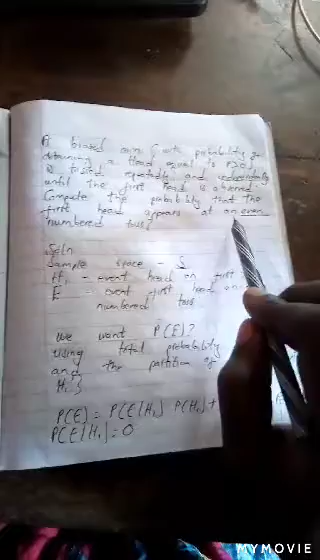 A biased coin (with probability of
obtaining a Head equal to P>0)
is tossed repeatedly and independently
until the first head is observed
Compute the probability that the
first head appears at an even
numbered toss
Soln
Sample space - S
H₁ - event head on first
E = event first head on
numbered toss
We want P(E)?
using total probability
and the partition of
H₁
P(E) = P(E|H₁) P(H₁) +
P(E|H₁) = 0
MYMOVIE